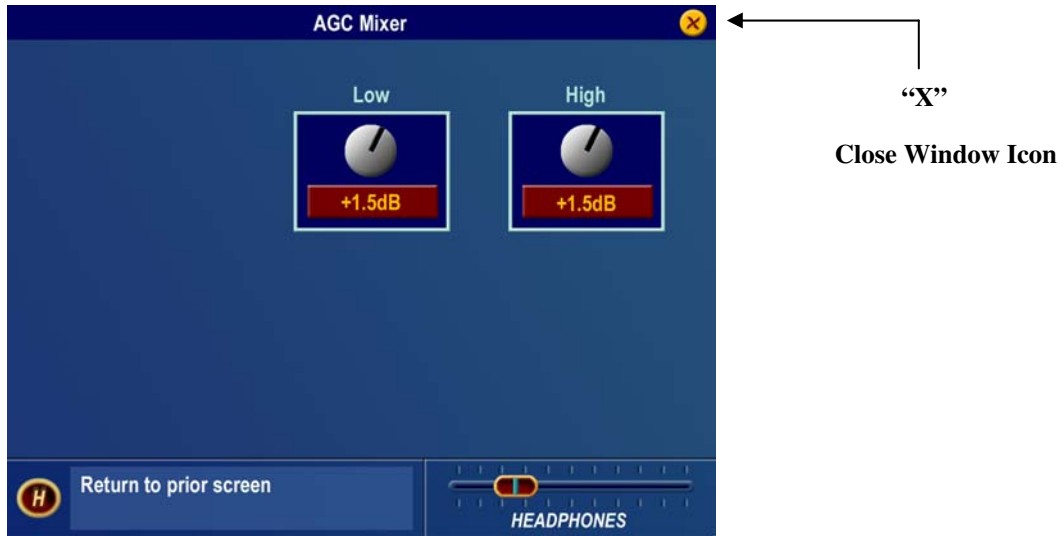 AGC Mixer
“X”
Close Window Icon
Low High
+1.5dB +1.5dB
H Return to prior screen
HEADPHONES